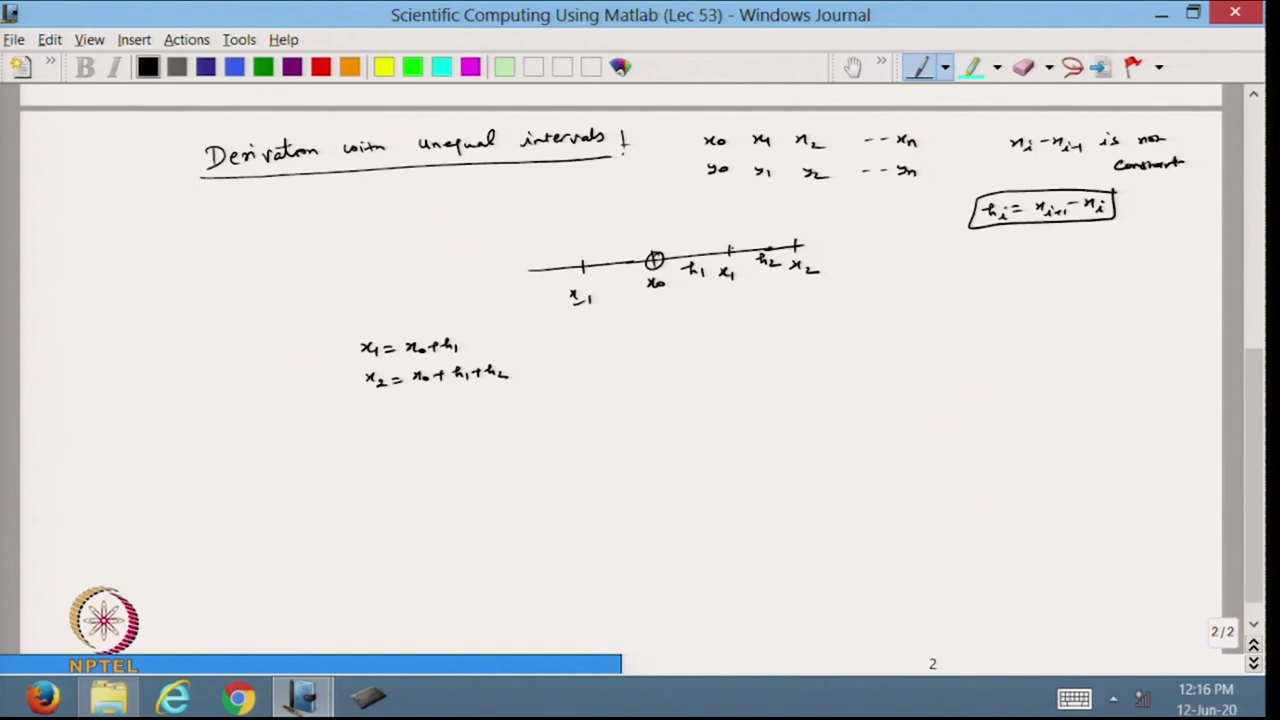 Scientific Computing Using Matlab (Lec 53) - Windows Journal
File Edit View Insert Actions Tools Help
Derivation with unequal intervals!
x0 x1 x2 -- xn
y0 y1 y2 -- yn
xi - xi-1 is not
constant
hi = xi+1 - xi
x-1 x0 h1 x1 h2 x2
x1 = x0 + h1
x2 = x0 + h1 + h2
NPTEL
2/2
2
12:16 PM
12-Jun-20